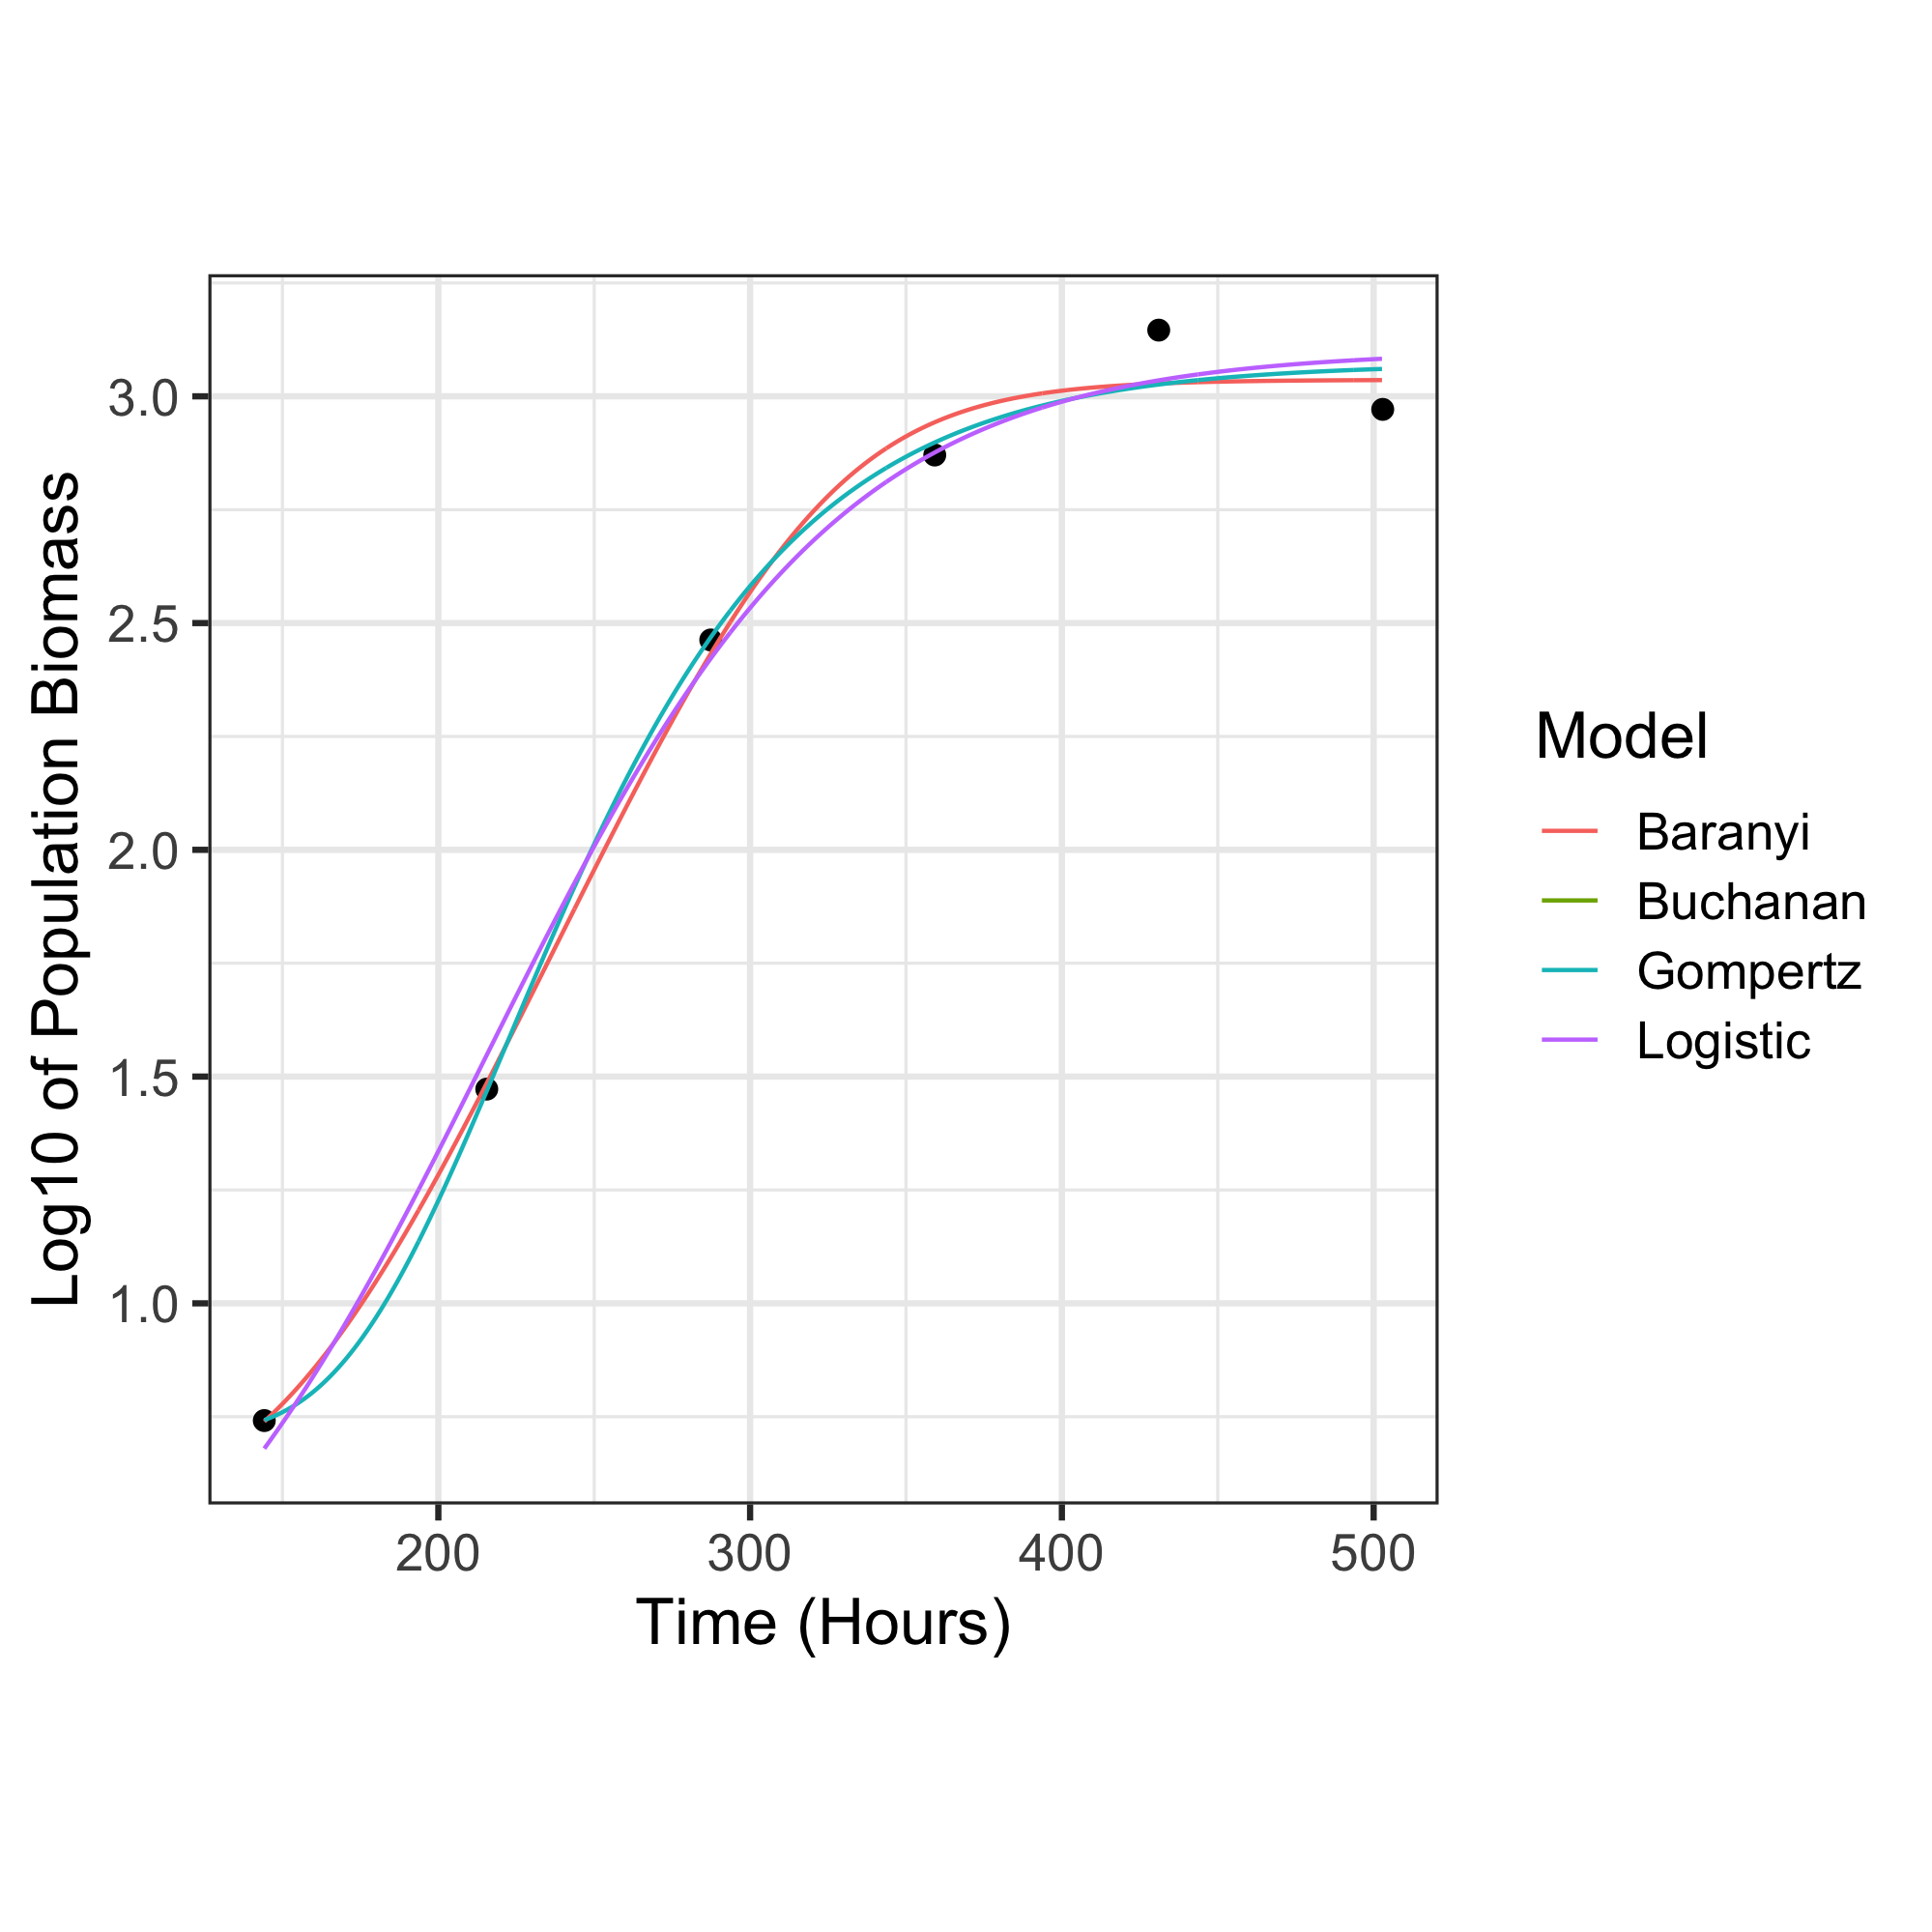 Log10 of Population Biomass
3.0
2.5
2.0
1.5
1.0
200 300 400 500
Time (Hours)
Model
Baranyi
Buchanan
Gompertz
Logistic